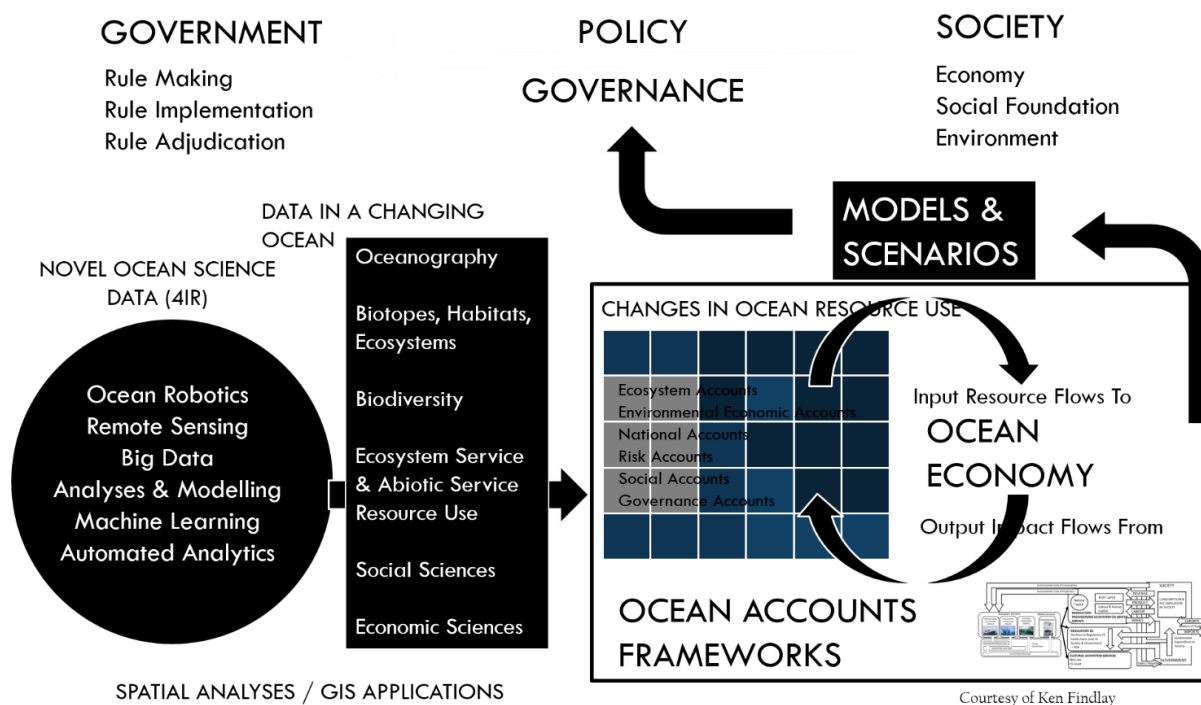 GOVERNMENT
Rule Making
Rule Implementation
Rule Adjudication
POLICY
GOVERNANCE
SOCIETY
Economy
Social Foundation
Environment
MODELS &
SCENARIOS
DATA IN A CHANGING
OCEAN
NOVEL OCEAN SCIENCE
DATA (4IR)
Ocean Robotics
Remote Sensing
Big Data
Analyses & Modelling
Machine Learning
Automated Analytics
Oceanography
Biotopes, Habitats,
Ecosystems
Biodiversity
Ecosystem Service
& Abiotic Service
Resource Use
Social Sciences
Economic Sciences
SPATIAL ANALYSES / GIS APPLICATIONS
CHANGES IN OCEAN RESOURCE USE
Ecosystem Accounts
Environmental Economic Accounts
National Accounts
Risk Accounts
Social Accounts
Governance Accounts
Input Resource Flows To
OCEAN
ECONOMY
Output Impact Flows From
OCEAN ACCOUNTS
FRAMEWORKS
SOCIETY
GOVERNMENT
Courtesy of Ken Findlay